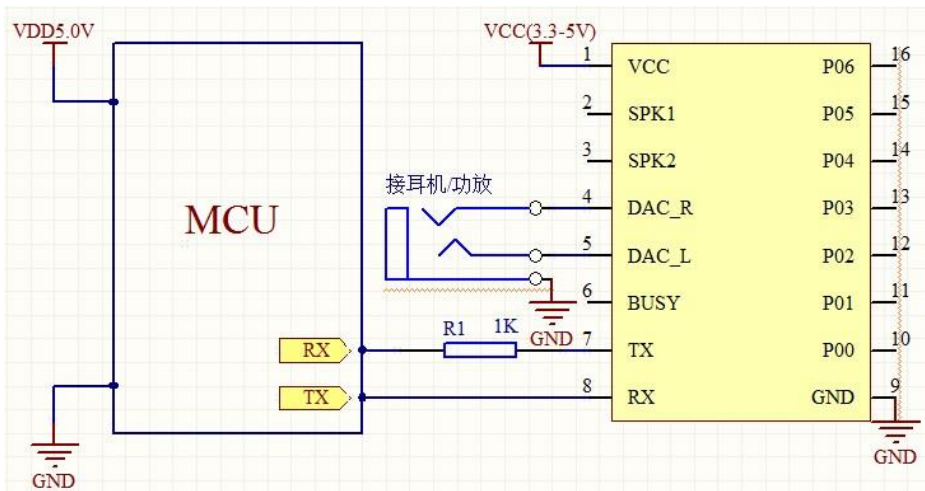 VDD5.0V
VCC(3.3-5V)
MCU
RX
TX
GND
接耳机/功放
GND
R1
1K
1
VCC
P06
16
2
SPK1
P05
15
3
SPK2
P04
14
4
DAC_R
P03
13
5
DAC_L
P02
12
6
BUSY
P01
11
7
TX
P00
10
8
RX
GND
9
GND